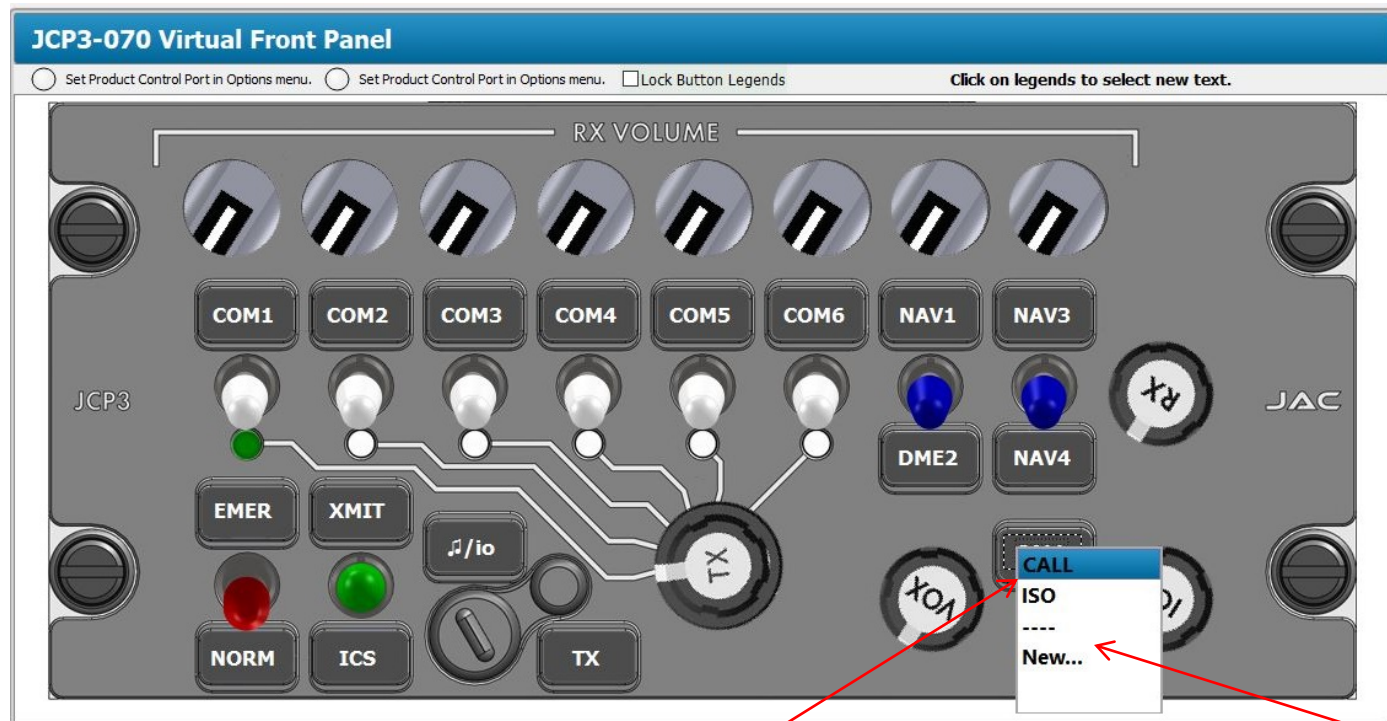 JCP3-070 Virtual Front Panel
Set Product Control Port in Options menu. Set Product Control Port in Options menu. Lock Button Legends Click on legends to select new text.
RX VOLUME
COM1 COM2 COM3 COM4 COM5 COM6 NAV1 NAV3
JCP3 RX JAC
DME2 NAV4
EMER XMIT
♫/io
TX
VOX
CALL
ISO
----
New...
NORM ICS TX